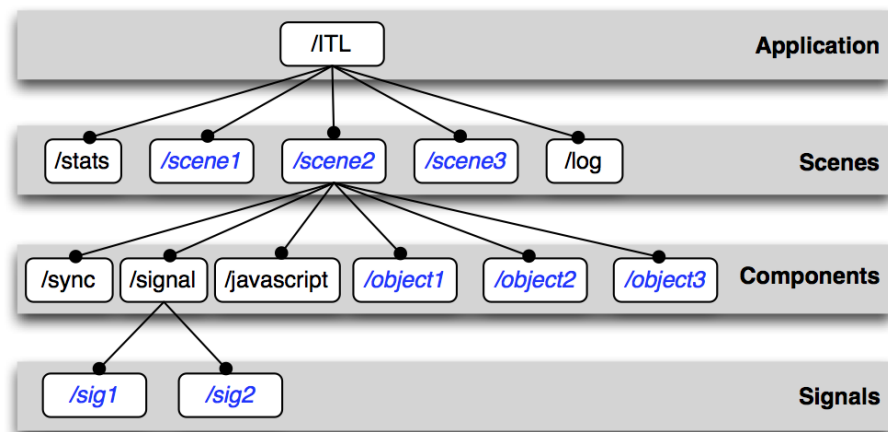 /ITL
Application
/stats
/scene1
/scene2
/scene3
/log
Scenes
/sync
/signal
/javascript
/object1
/object2
/object3
Components
/sig1
/sig2
Signals